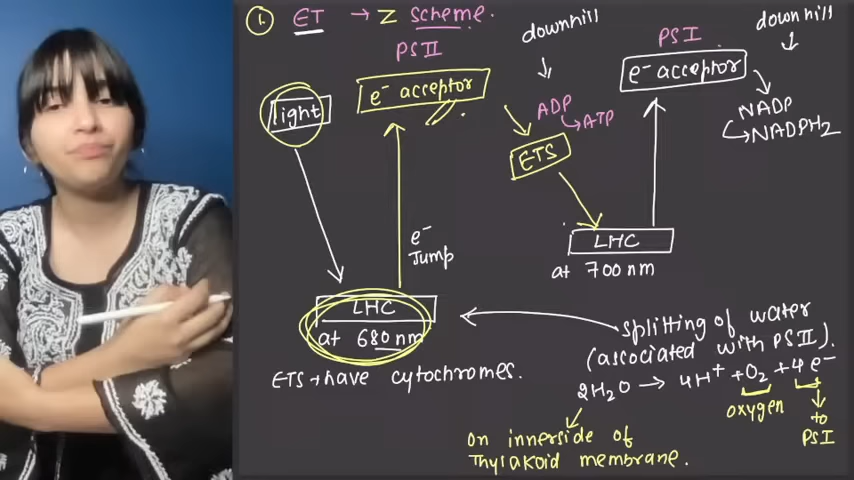 1. ET → Z scheme.
PSII
light
e⁻ acceptor
downhill
ADP
ATP
ETS
PSI
e⁻ acceptor
downhill
NADP
NADPH2
e⁻
Jump
LHC
at 700 nm
LHC
at 680 nm
ETS → have cytochromes.
splitting of water
(associated with PSII).
2H2O → 4H⁺ + O2 + 4e⁻
oxygen
to
PSI
On innerside of
Thylakoid membrane.